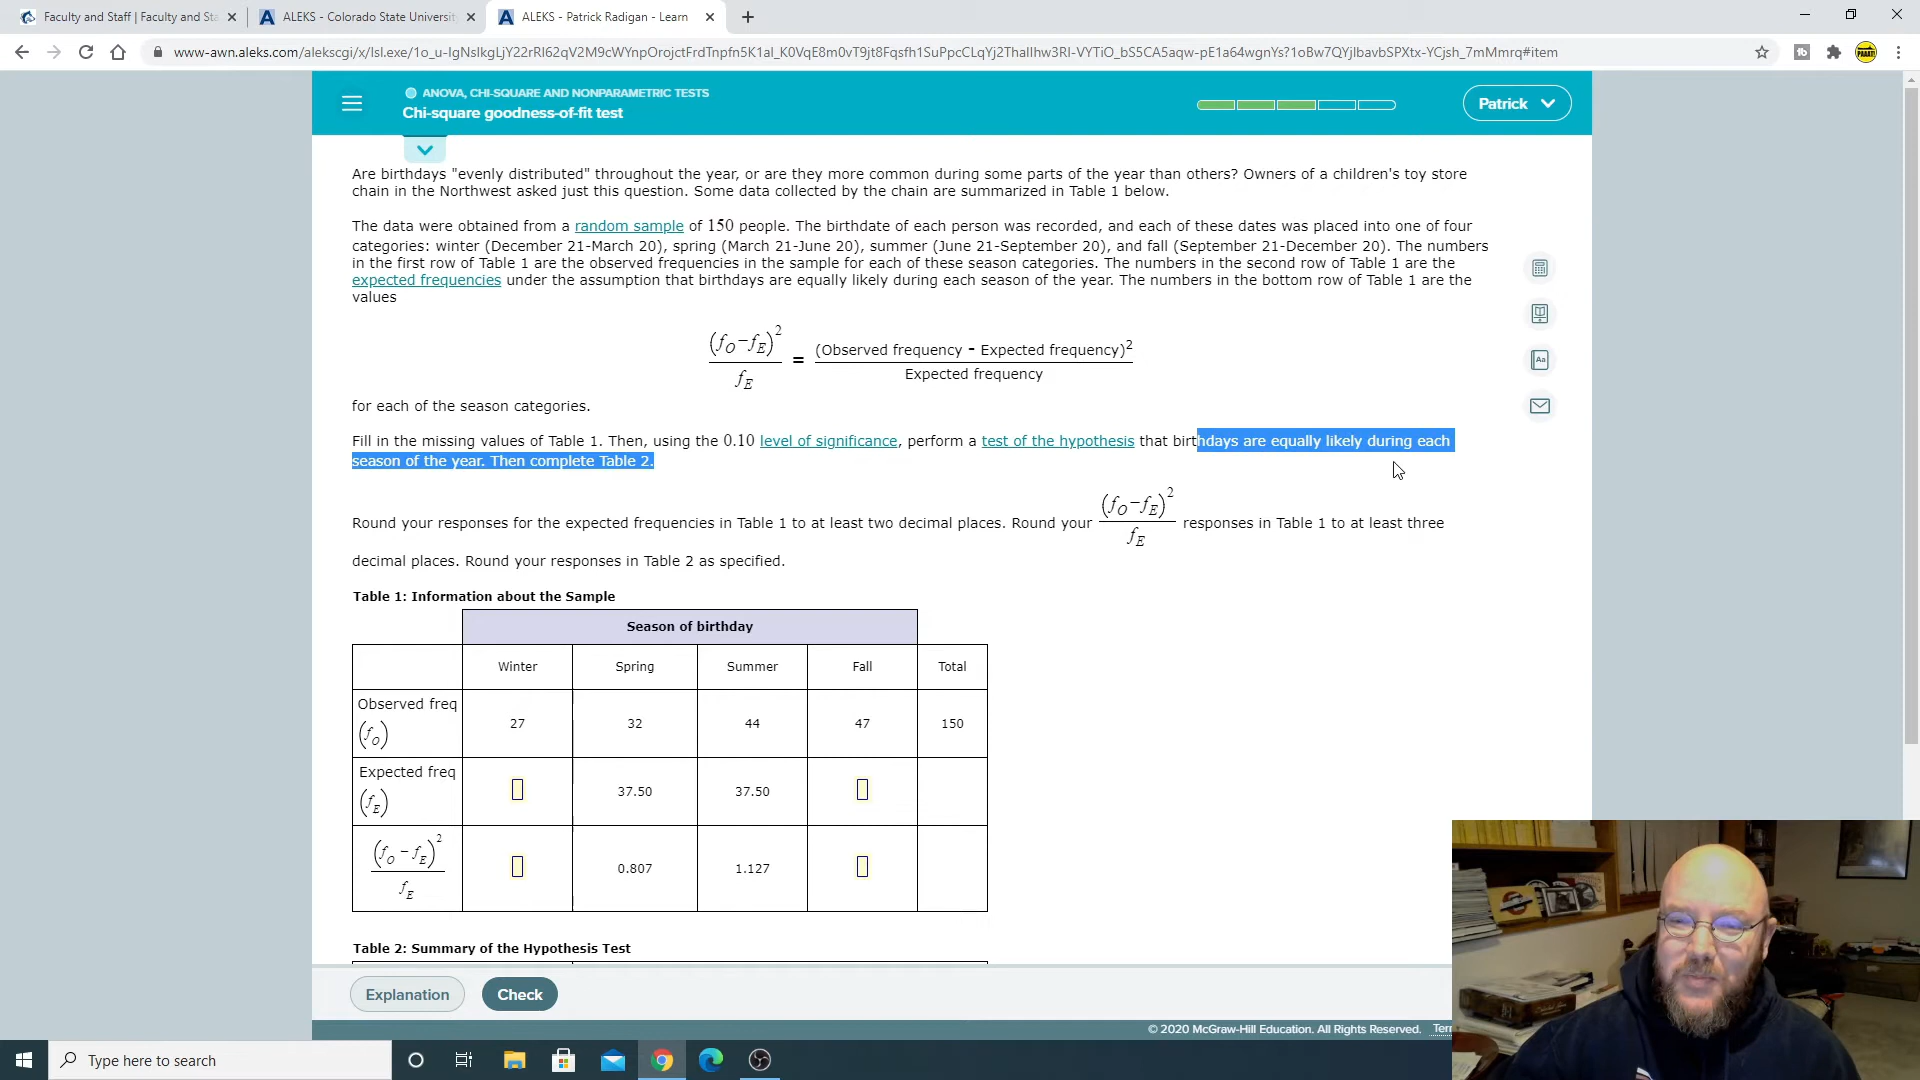 Faculty and Staff | Faculty and Sta
ALEKS - Colorado State University
ALEKS - Patrick Radigan - Learn
ANOVA, CHI-SQUARE AND NONPARAMETRIC TESTS
Chi-square goodness-of-fit test
Patrick
Are birthdays "evenly distributed" throughout the year, or are they more common during some parts of the year than others? Owners of a children's toy store
chain in the Northwest asked just this question. Some data collected by the chain are summarized in Table 1 below.
The data were obtained from a random sample of 150 people. The birthdate of each person was recorded, and each of these dates was placed into one of four
categories: winter (December 21-March 20), spring (March 21-June 20), summer (June 21-September 20), and fall (September 21-December 20). The numbers
in the first row of Table 1 are the observed frequencies in the sample for each of these season categories. The numbers in the second row of Table 1 are the
expected frequencies under the assumption that birthdays are equally likely during each season of the year. The numbers in the bottom row of Table 1 are the
values
(f_O - f_E)^2 / f_E = (Observed frequency - Expected frequency)^2 / Expected frequency
for each of the season categories.
Fill in the missing values of Table 1. Then, using the 0.10 level of significance, perform a test of the hypothesis that birthdays are equally likely during each
season of the year. Then complete Table 2.
Round your responses for the expected frequencies in Table 1 to at least two decimal places. Round your (f_O - f_E)^2 / f_E responses in Table 1 to at least three
decimal places. Round your responses in Table 2 as specified.
Table 1: Information about the Sample
Season of birthday
Winter Spring Summer Fall Total
Observed freq (f_O) 27 32 44 47 150
Expected freq (f_E) 37.50 37.50
(f_O - f_E)^2 / f_E 0.807 1.127
Table 2: Summary of the Hypothesis Test
Explanation Check
© 2020 McGraw-Hill Education. All Rights Reserved.
Type here to search